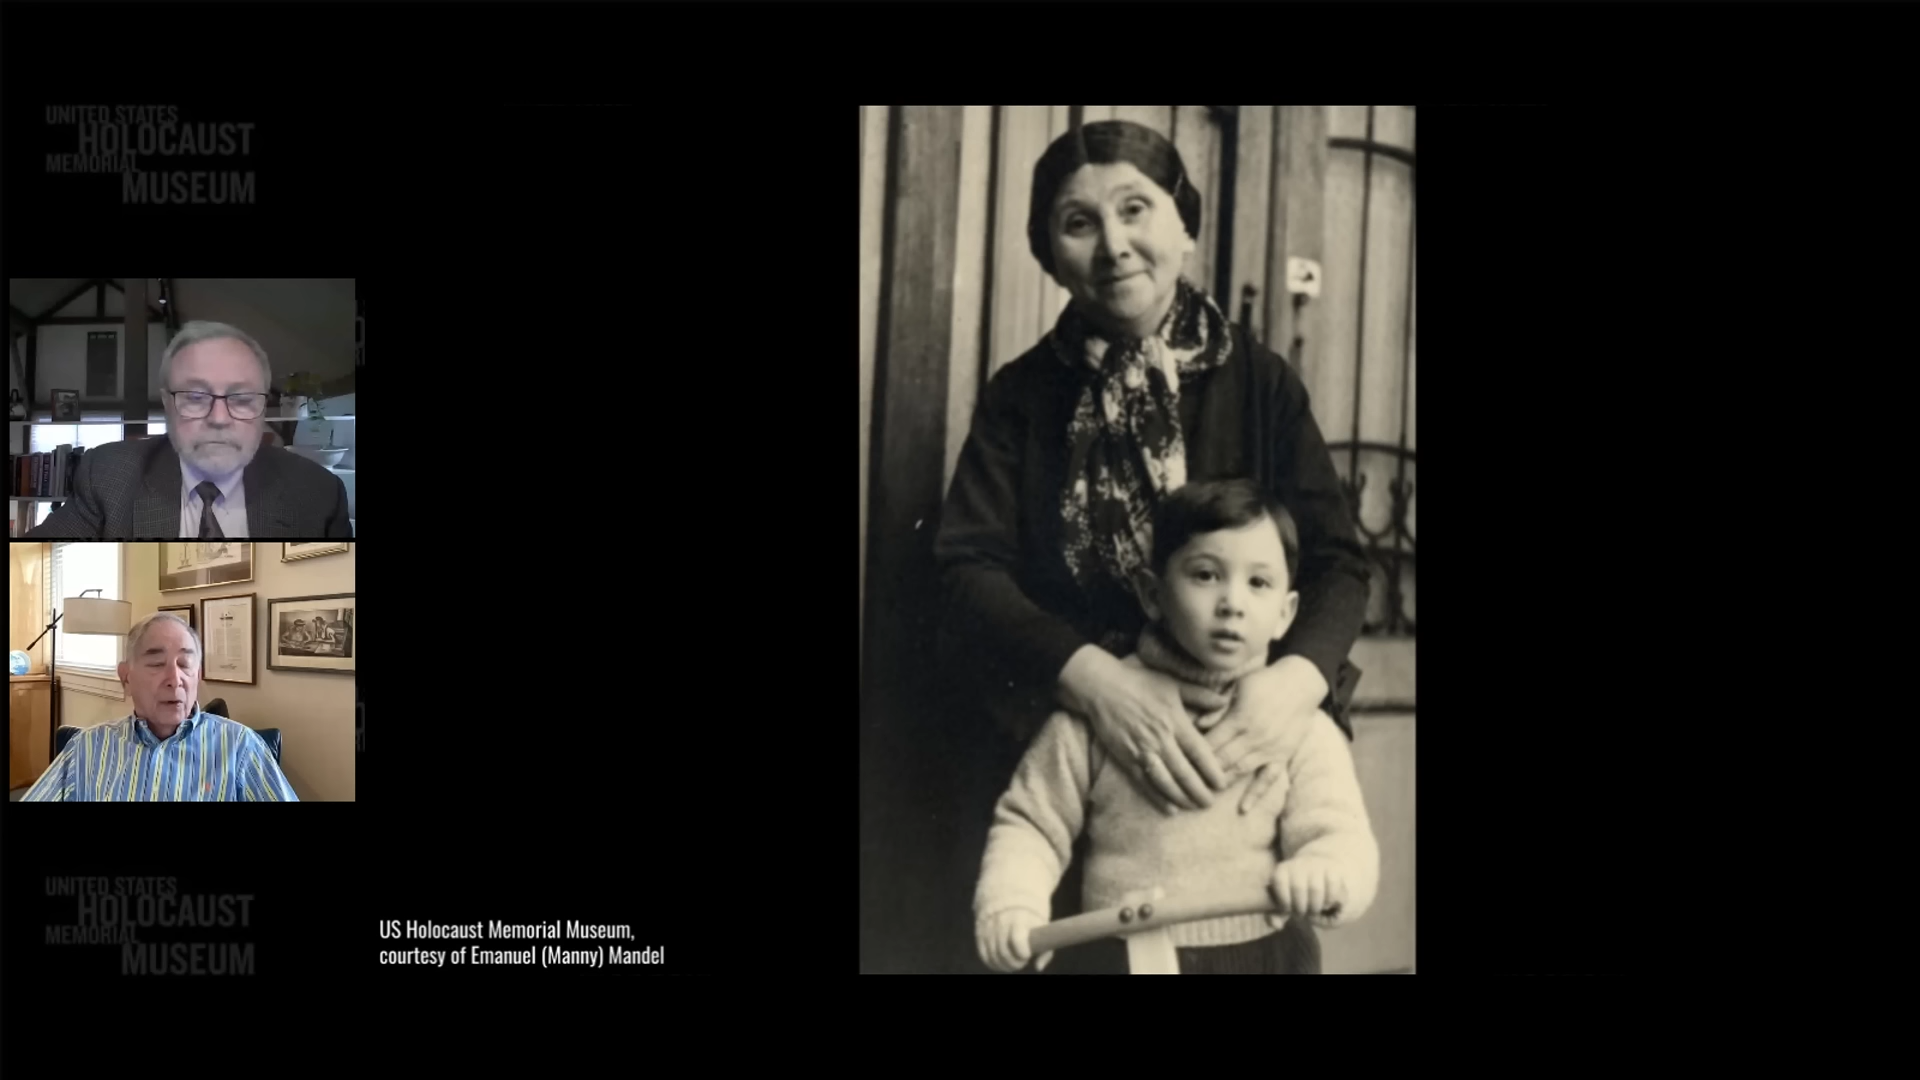 UNITED STATES
HOLOCAUST
MEMORIAL
MUSEUM
US Holocaust Memorial Museum,
courtesy of Emanuel (Manny) Mandel
UNITED STATES
HOLOCAUST
MEMORIAL
MUSEUM